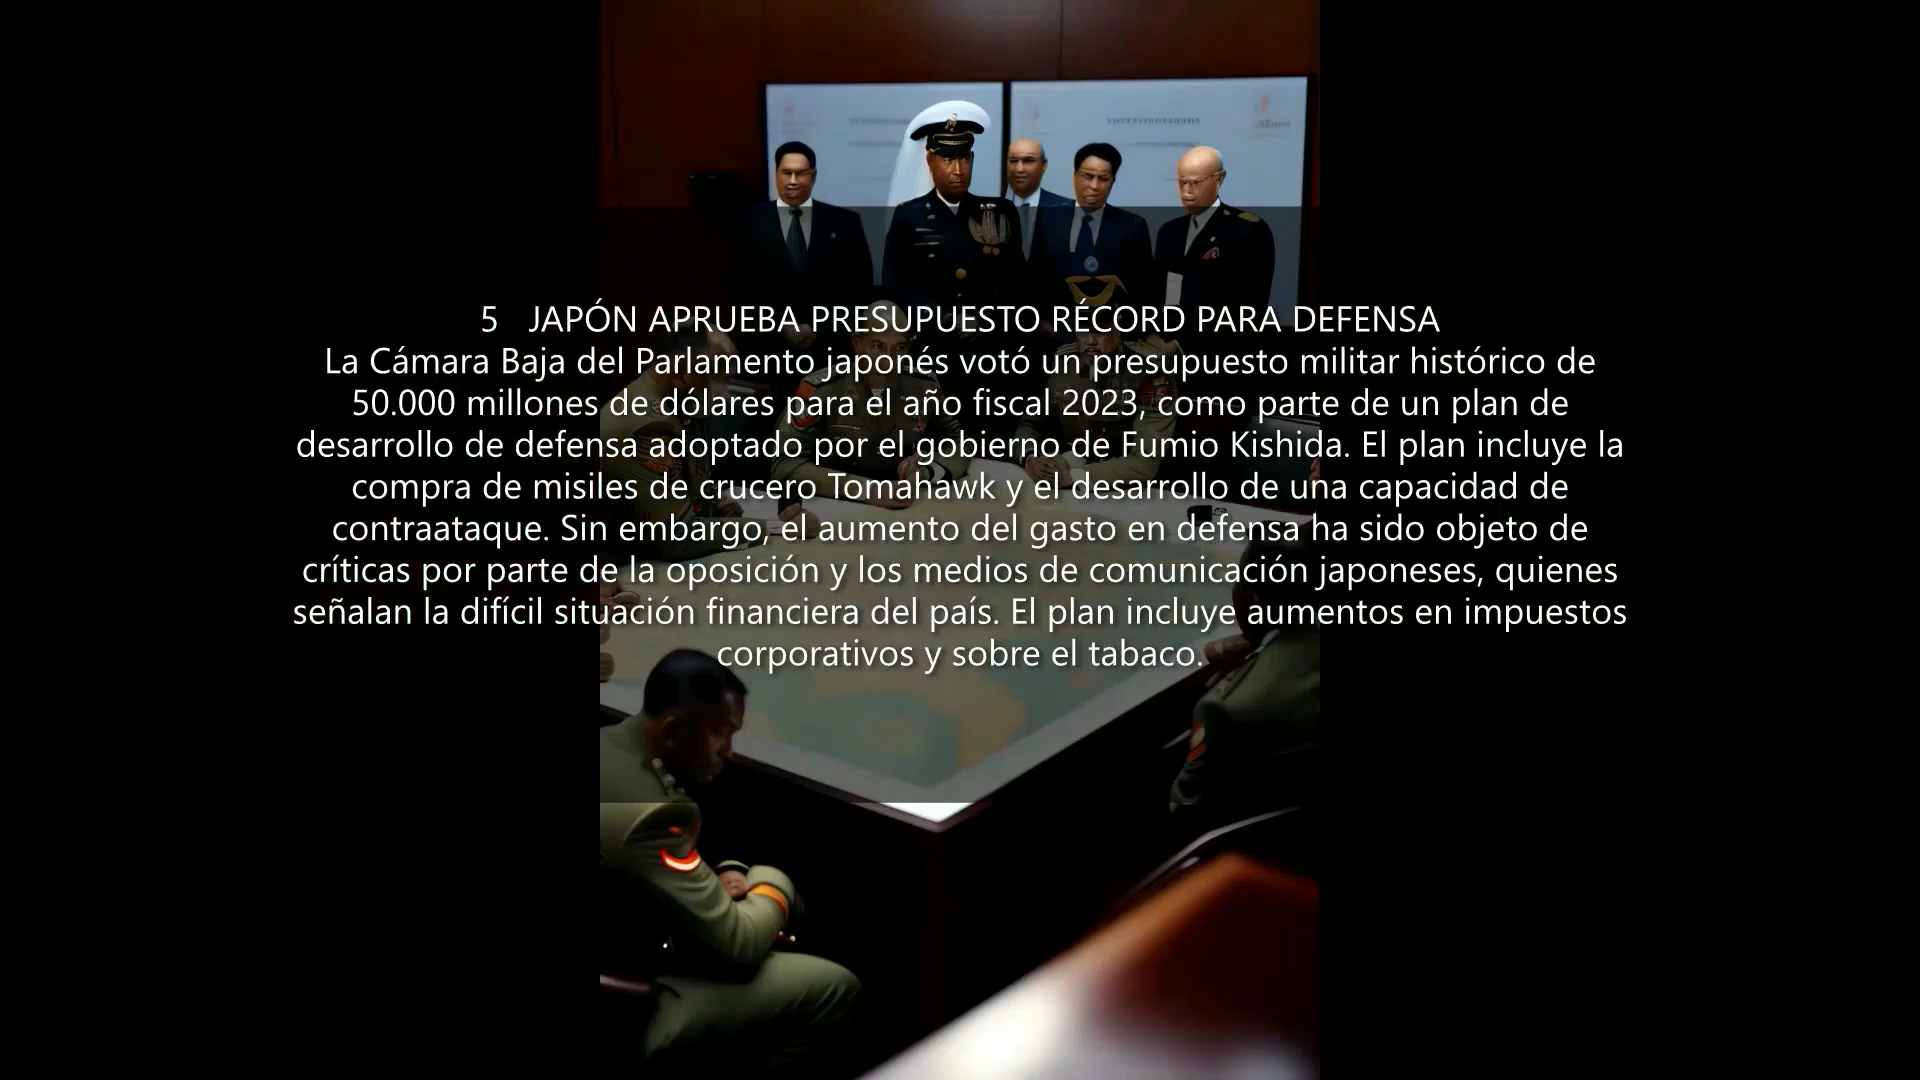 5 JAPÓN APRUEBA PRESUPUESTO RÉCORD PARA DEFENSA
La Cámara Baja del Parlamento japonés votó un presupuesto militar histórico de
50.000 millones de dólares para el año fiscal 2023, como parte de un plan de
desarrollo de defensa adoptado por el gobierno de Fumio Kishida. El plan incluye la
compra de misiles de crucero Tomahawk y el desarrollo de una capacidad de
contraataque. Sin embargo, el aumento del gasto en defensa ha sido objeto de
críticas por parte de la oposición y los medios de comunicación japoneses, quienes
señalan la difícil situación financiera del país. El plan incluye aumentos en impuestos
corporativos y sobre el tabaco.